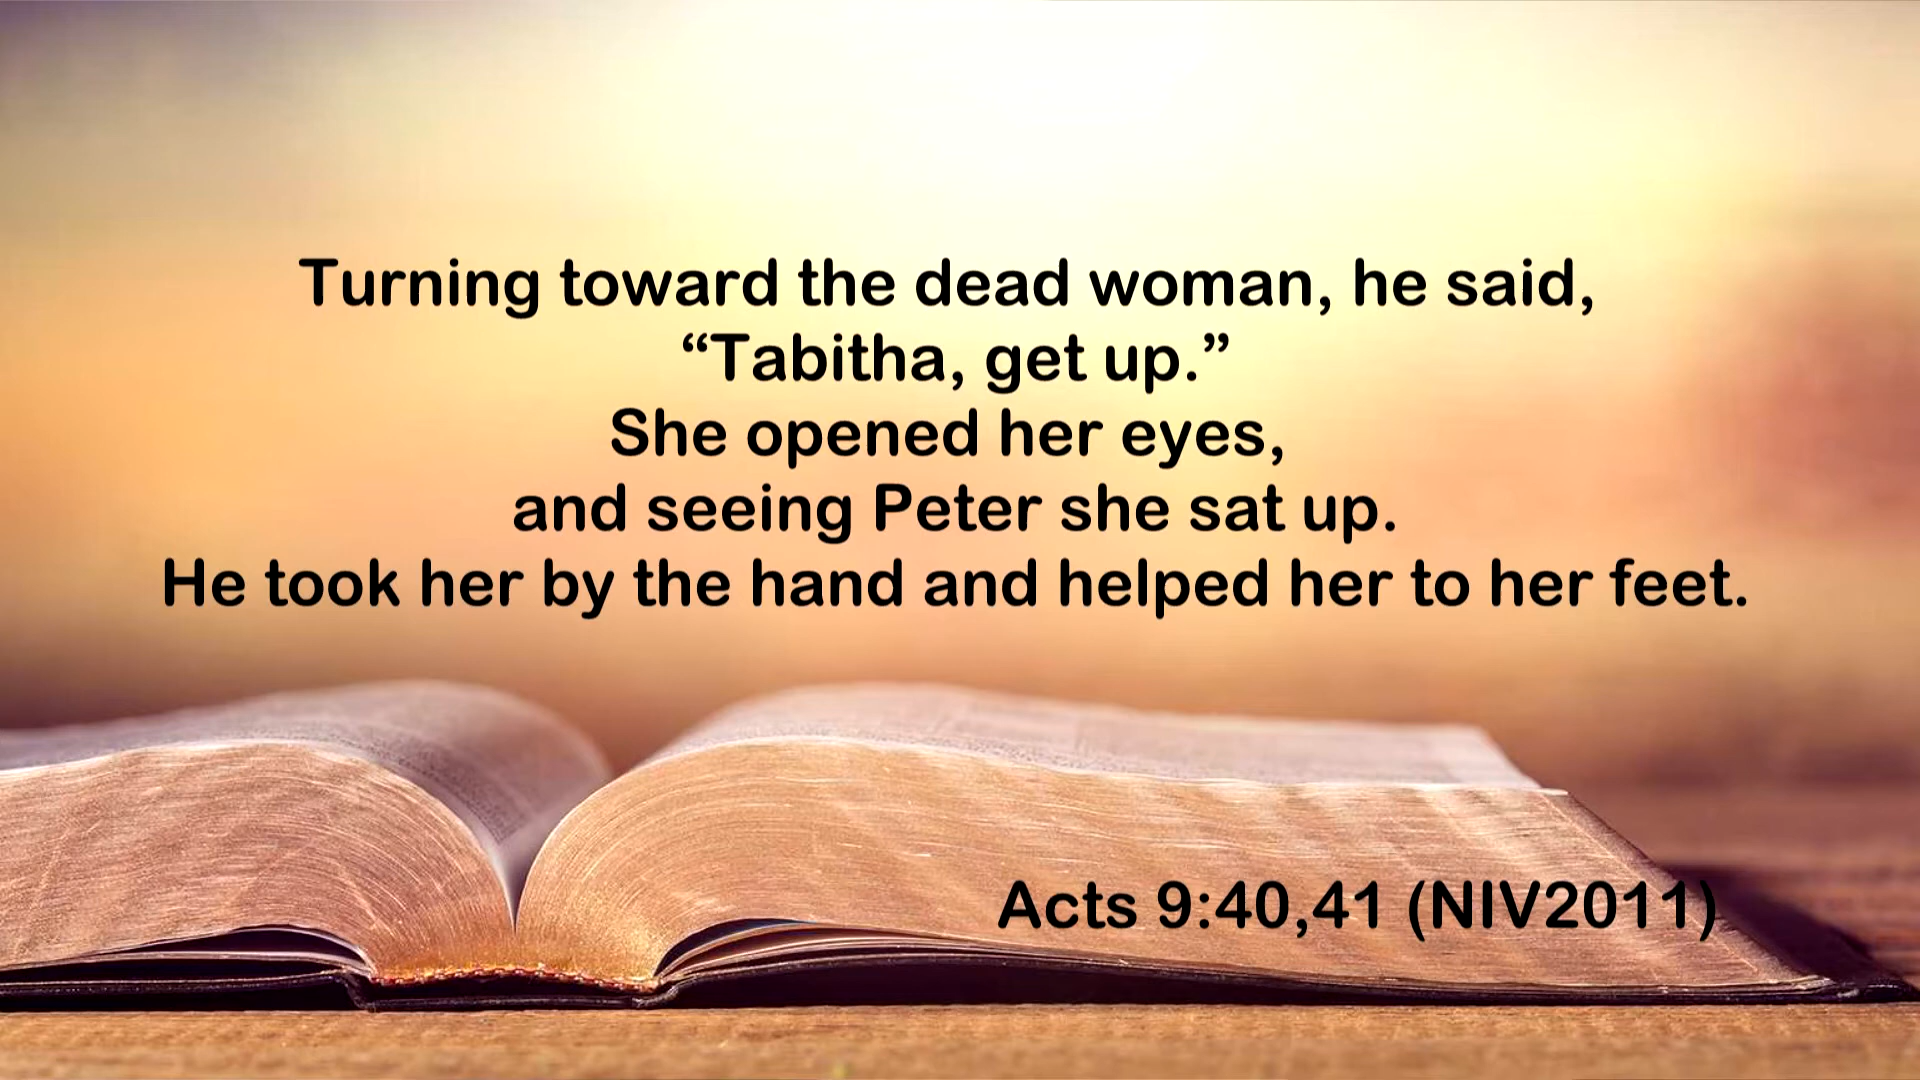 Turning toward the dead woman, he said,
“Tabitha, get up.”
She opened her eyes,
and seeing Peter she sat up.
He took her by the hand and helped her to her feet.
Acts 9:40,41 (NIV2011)